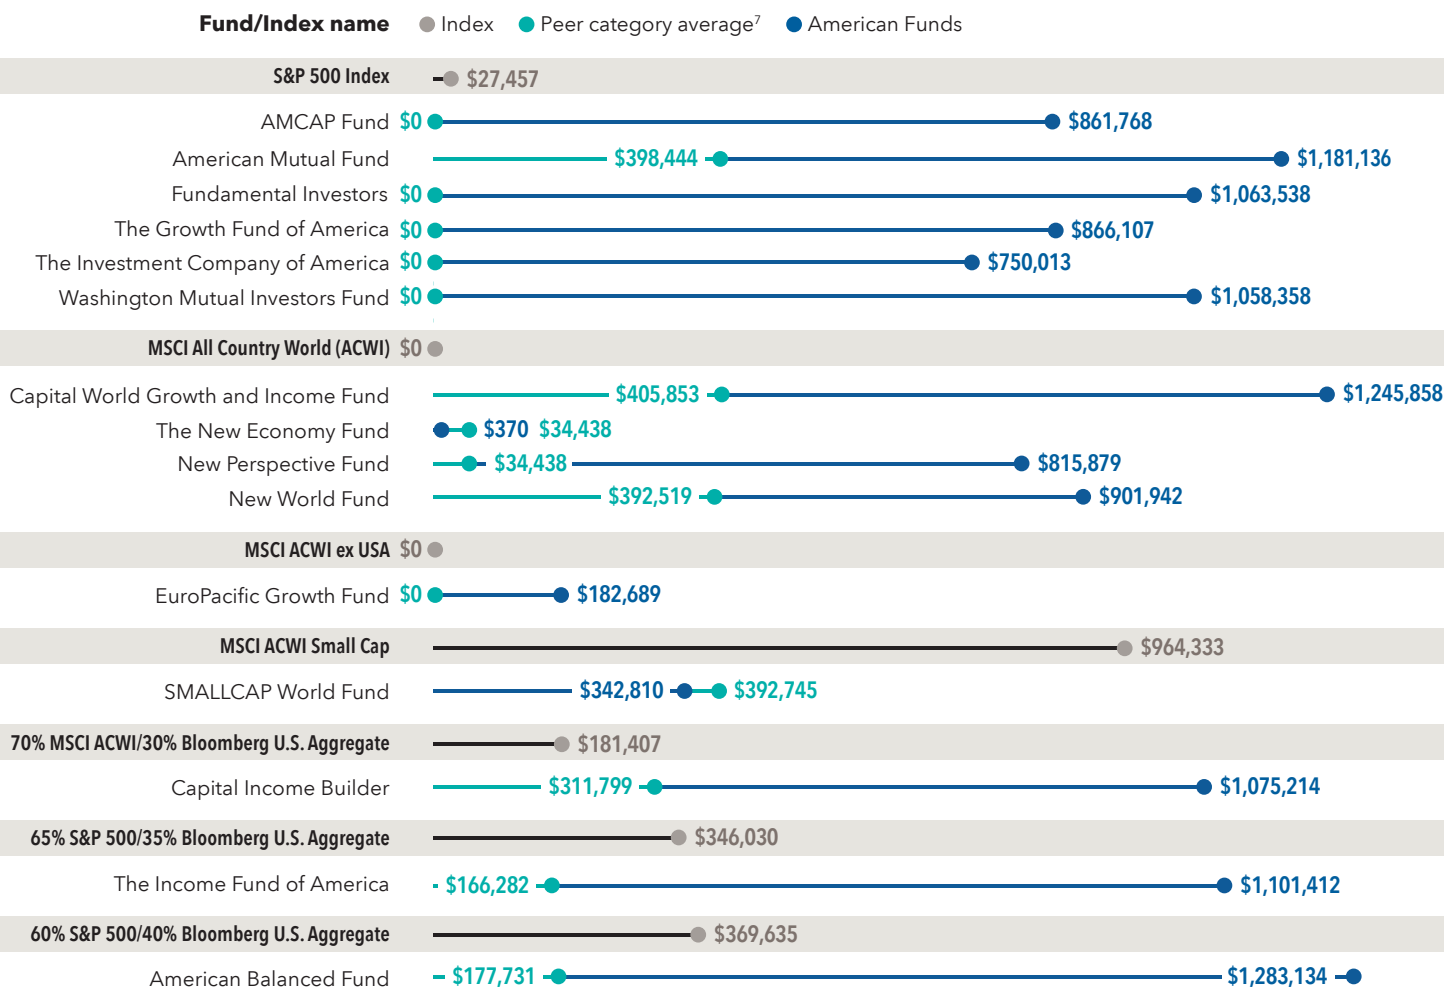 Fund/Index name Index Peer category average7 American Funds
S&P 500 Index $27,457
AMCAP Fund $0 $861,768
American Mutual Fund $398,444 $1,181,136
Fundamental Investors $0 $1,063,538
The Growth Fund of America $0 $866,107
The Investment Company of America $0 $750,013
Washington Mutual Investors Fund $0 $1,058,358
MSCI All Country World (ACWI) $0
Capital World Growth and Income Fund $405,853 $1,245,858
The New Economy Fund $370 $34,438
New Perspective Fund $34,438 $815,879
New World Fund $392,519 $901,942
MSCI ACWI ex USA $0
EuroPacific Growth Fund $0 $182,689
MSCI ACWI Small Cap $964,333
SMALLCAP World Fund $342,810 $392,745
70% MSCI ACWI/30% Bloomberg U.S. Aggregate $181,407
Capital Income Builder $311,799 $1,075,214
65% S&P 500/35% Bloomberg U.S. Aggregate $346,030
The Income Fund of America $166,282 $1,101,412
60% S&P 500/40% Bloomberg U.S. Aggregate $369,635
American Balanced Fund $177,731 $1,283,134